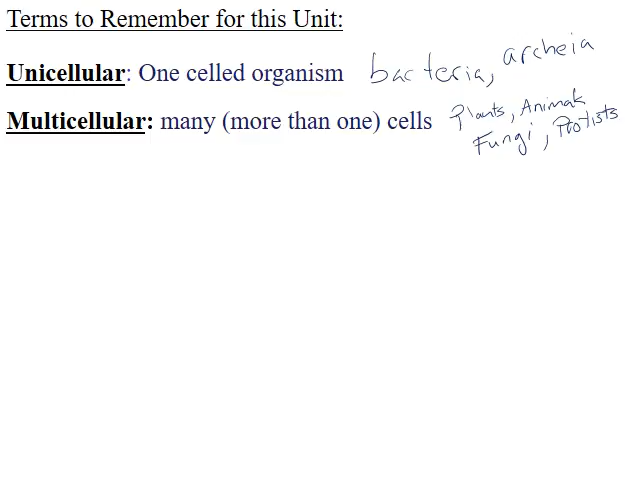 Terms to Remember for this Unit:
Unicellular: One celled organism bacteria, archeia
Multicellular: many (more than one) cells Plants, Animals
Fungi, Protists